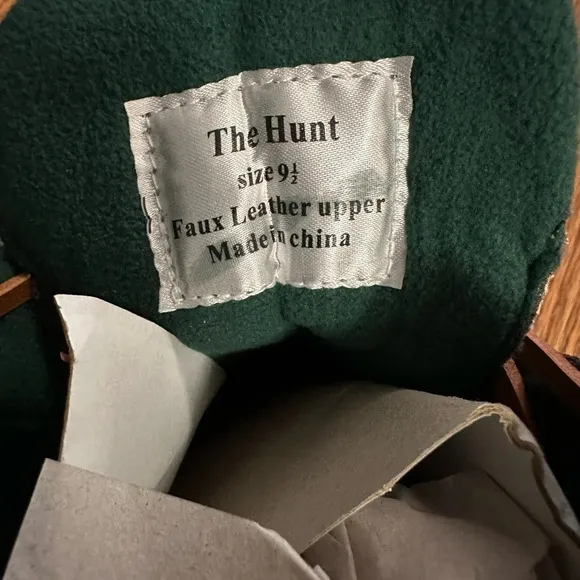 The Hunt
size 9½
Faux Leather upper
Made in china